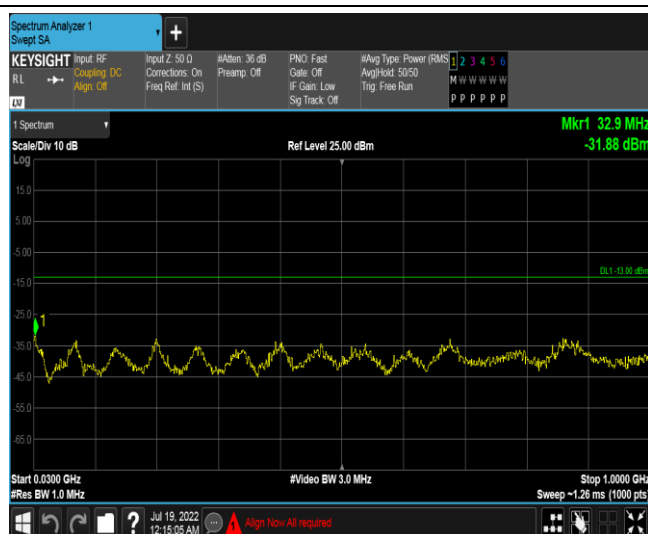 Spectrum Analyzer 1
Swept SA
+
KEYSIGHT Input: RF
RL Coupling: DC
Align: Off
Input Z: 50 Ω
Corrections: On
Freq Ref: Int (S)
#Atten: 36 dB
Preamp: Off
PNO: Fast
Gate: Off
IF Gain: Low
Sig Track: Off
#Avg Type: Power (RMS
Avg|Hold: 50/50
Trig: Free Run
1 2 3 4 5 6
M W W W W W
P P P P P P
LXI
1 Spectrum
Mkr1 32.9 MHz
Scale/Div 10 dB
Ref Level 25.00 dBm
-31.88 dBm
Log
15.0
5.00
-5.00
DL1 -13.00 dBm
-15.0
-25.0
1
-35.0
-45.0
-55.0
-65.0
Start 0.0300 GHz
#Video BW 3.0 MHz
Stop 1.0000 GHz
#Res BW 1.0 MHz
Sweep ~1.26 ms (1000 pts)
?
Jul 19, 2022
12:15:05 AM
Align Now All required